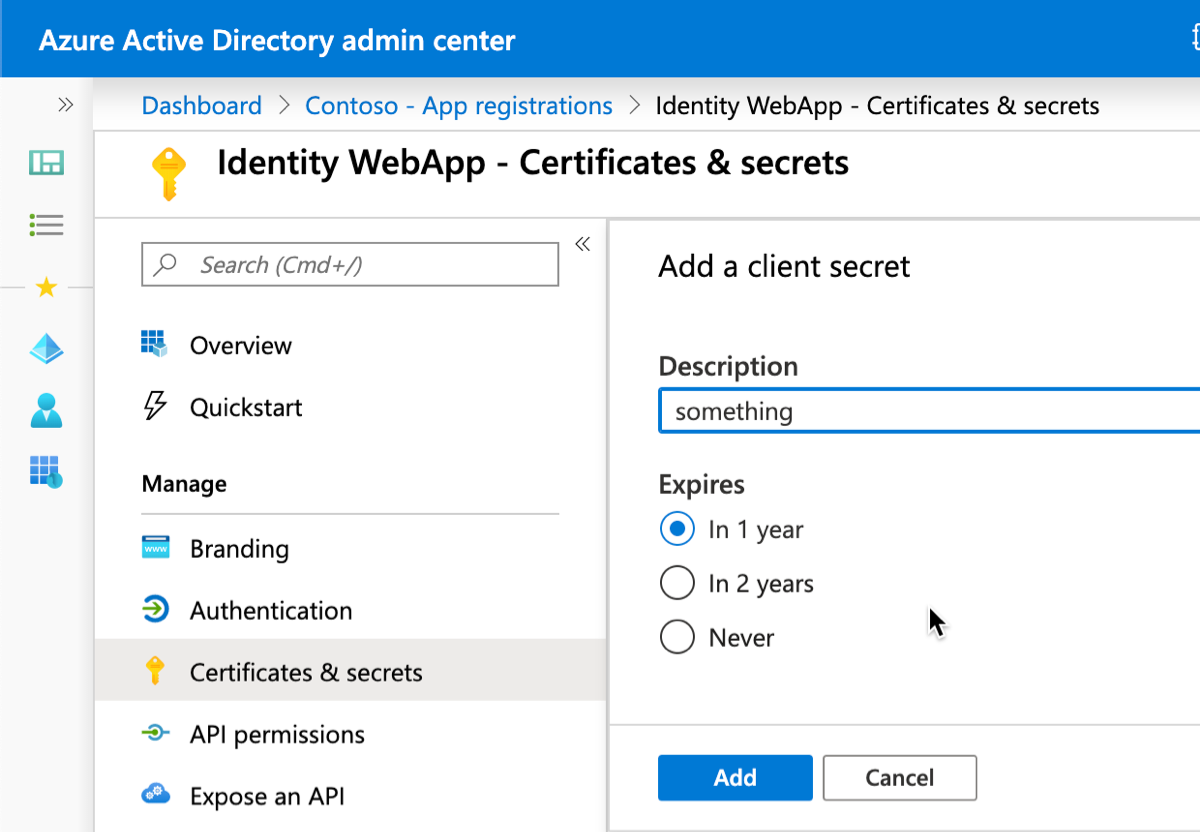 Azure Active Directory admin center
Dashboard > Contoso - App registrations > Identity WebApp - Certificates & secrets
Identity WebApp - Certificates & secrets
Search (Cmd+/)
Overview
Quickstart
Manage
www
Branding
Authentication
Certificates & secrets
API permissions
Expose an API
Add a client secret
Description
something
Expires
In 1 year
In 2 years
Never
Add
Cancel